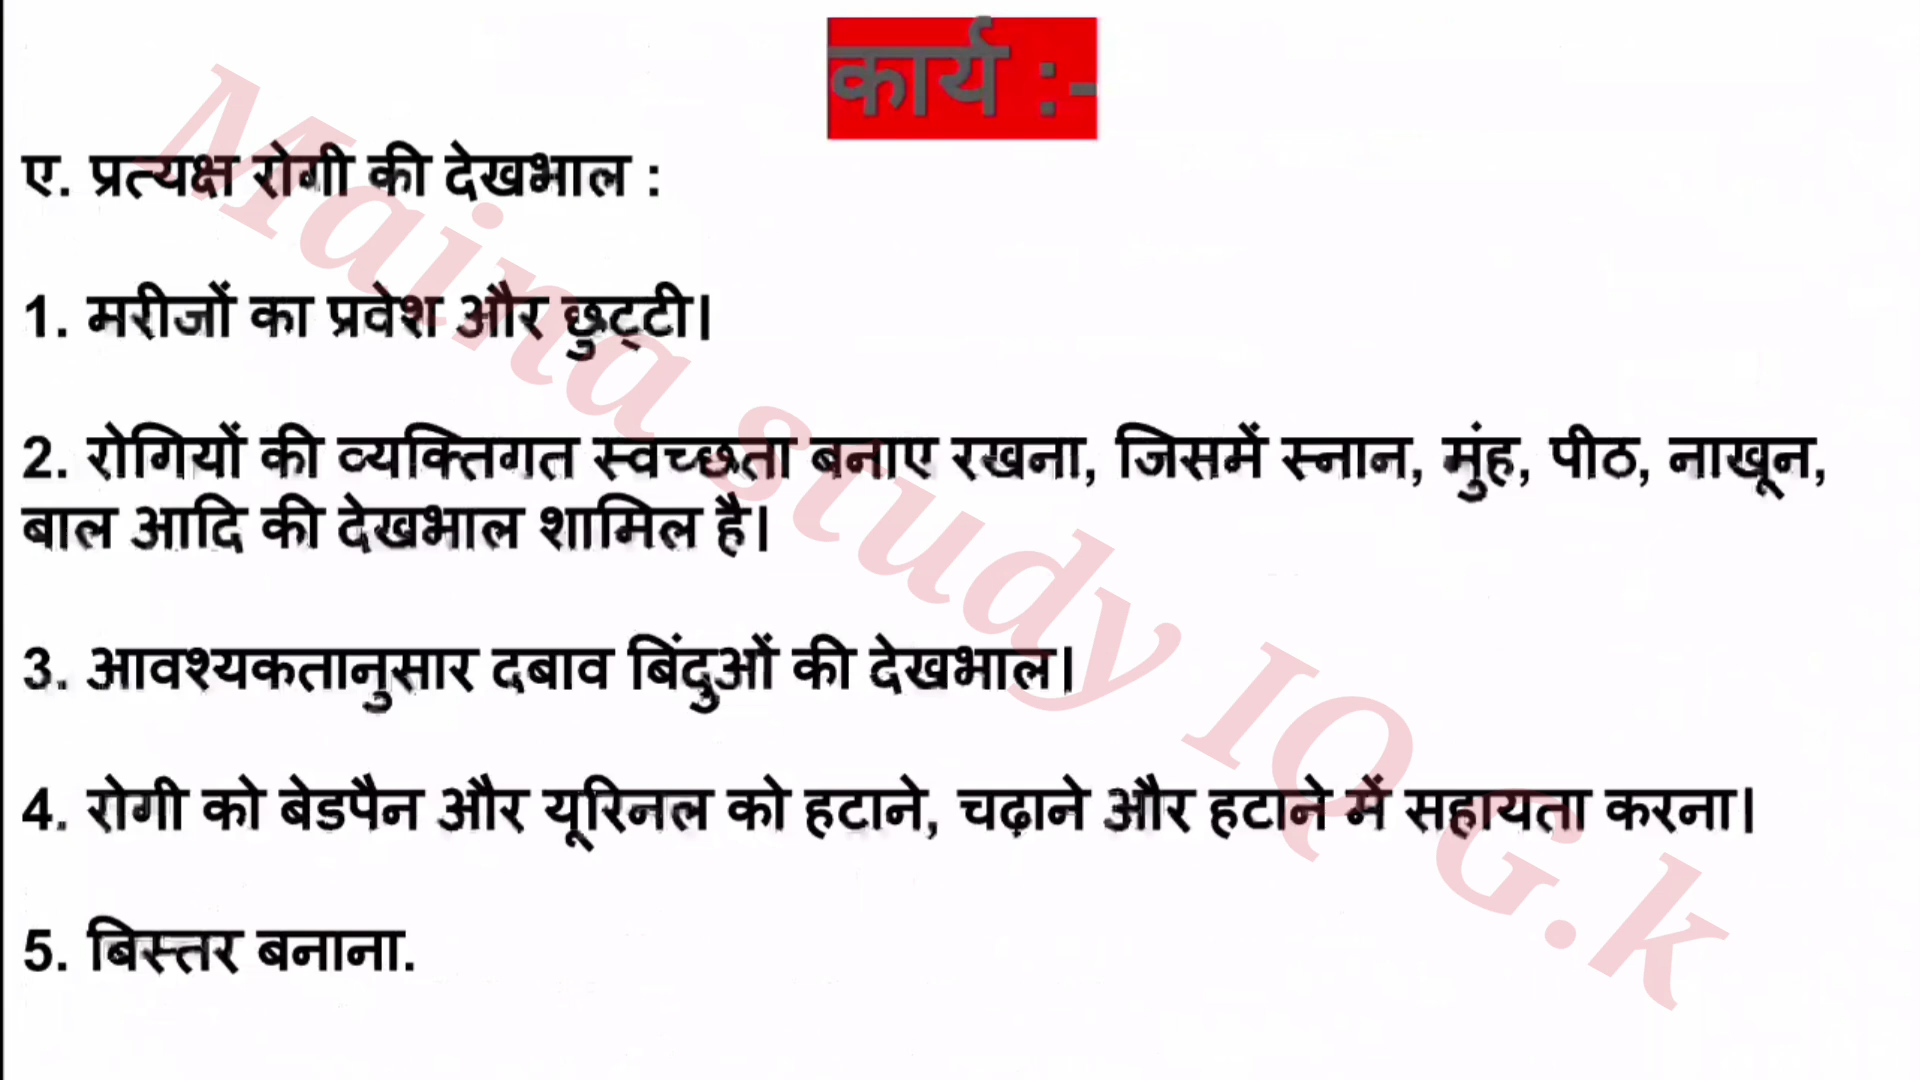 कार्य :-
ए. प्रत्यक्ष रोगी की देखभाल :
1. मरीजों का प्रवेश और छुट्टी।
2. रोगियों की व्यक्तिगत स्वच्छता बनाए रखना, जिसमें स्नान, मुंह, पीठ, नाखून,
बाल आदि की देखभाल शामिल है।
3. आवश्यकतानुसार दबाव बिंदुओं की देखभाल।
4. रोगी को बेडपैन और यूरिनल को हटाने, चढ़ाने और हटाने में सहायता करना।
5. बिस्तर बनाना.
Maina study IQ G.k